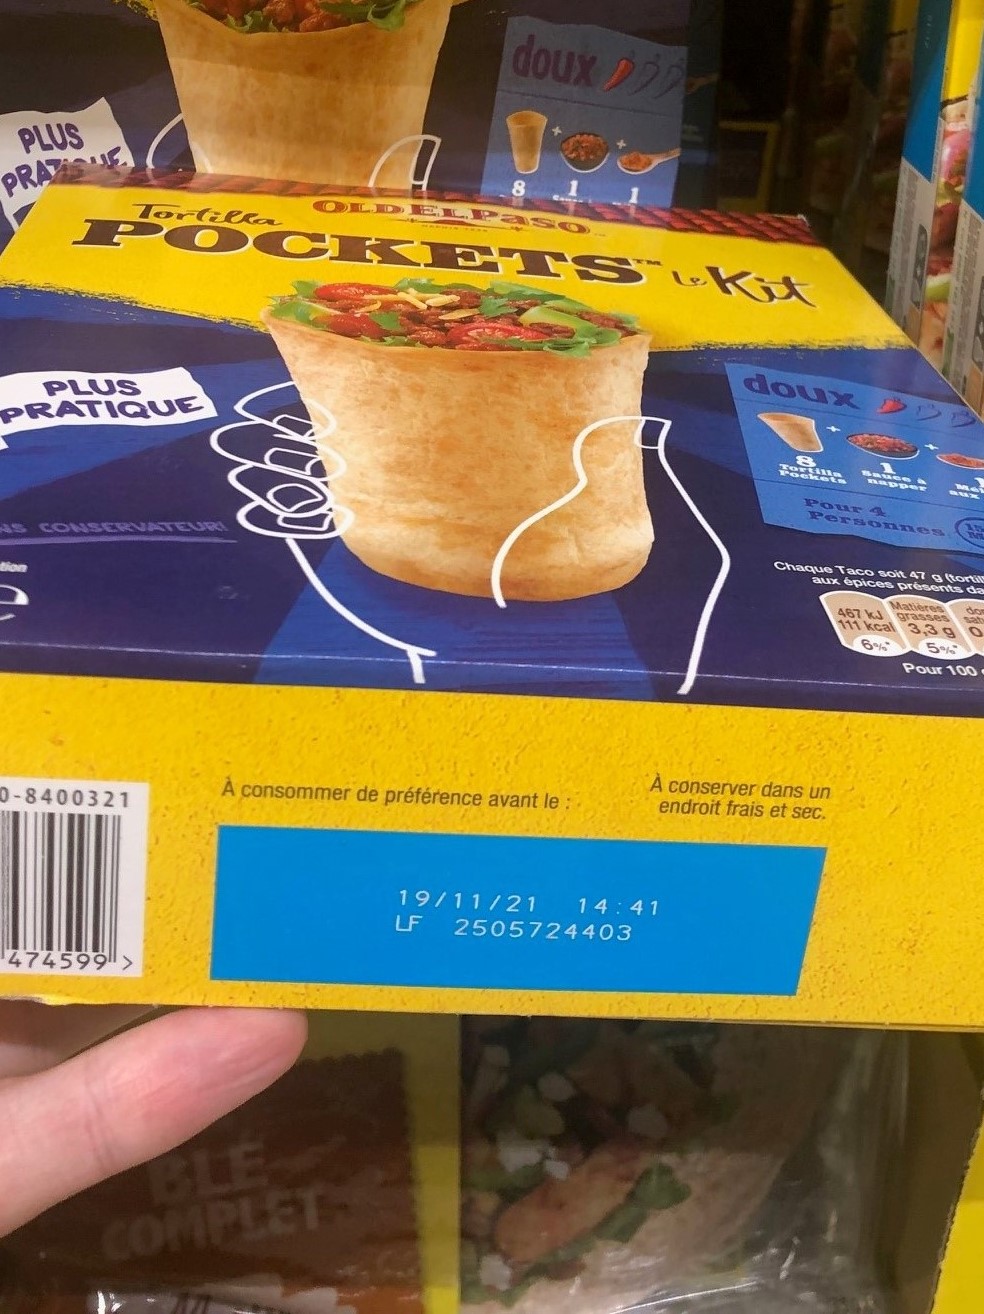 doux
PLUS
8 1 1
OLD EL PASO
Tortilla
POCKETS™ le Kit
PLUS
PRATIQUE
doux
8
Tortilla
Pockets
1
sauce à
napper
Pour 4
Personnes
CONSERVATEUR!
Chaque Taco soit 47 g
aux épices présents
467 kJ
111 kcal
6%*
Matières
grasses
3,3 g
5%*
Pour 100
0-8400321
474599 >
À consommer de préférence avant le :
À conserver dans un
endroit frais et sec.
19/11/21 14:41
LF 2505724403
BLÉ
COMPLET